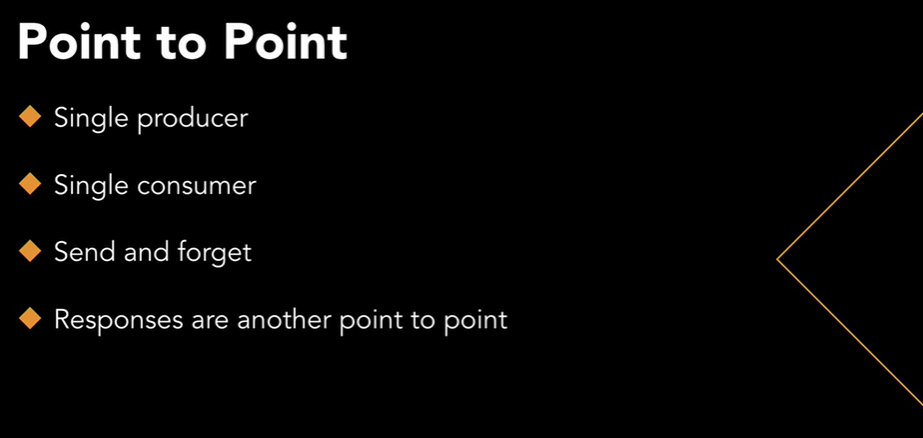 Point to Point
Single producer
Single consumer
Send and forget
Responses are another point to point